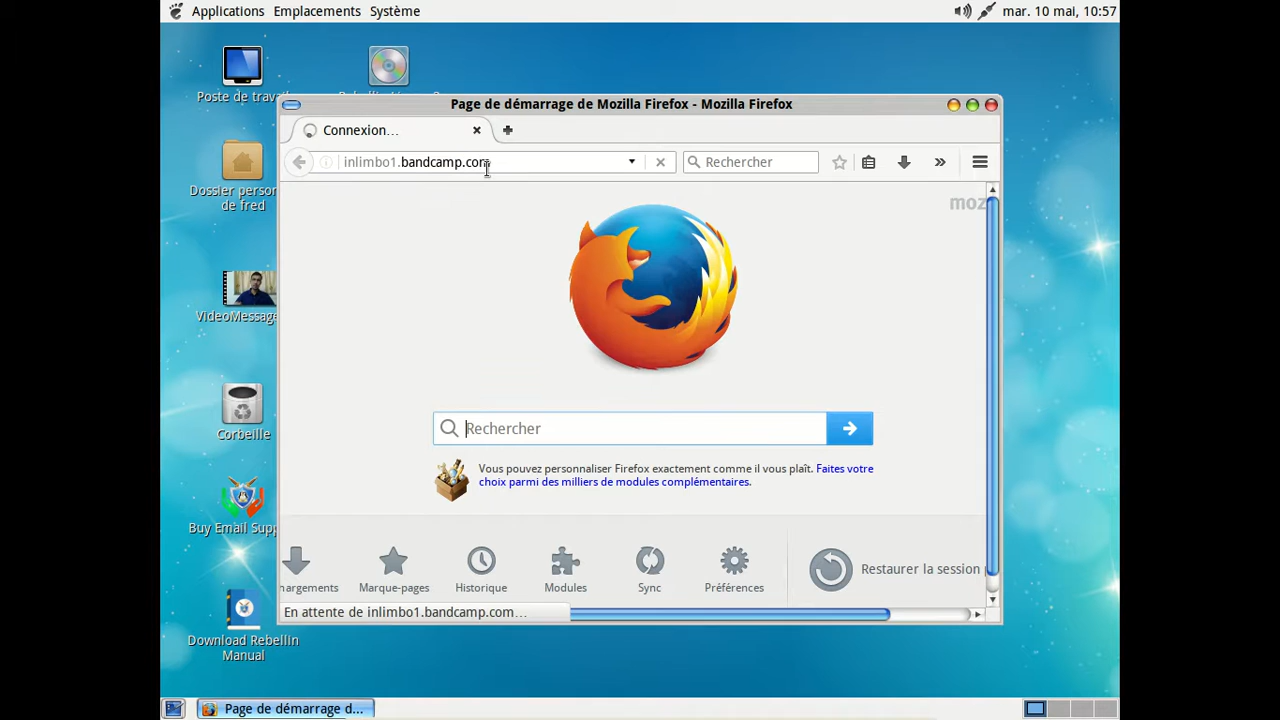 Applications Emplacements Système
mar. 10 mai, 10:57
Poste de trava
Dossier person
de fred
VideoMessage
Corbeille
Buy Email Supp
Download Rebellin
Manual
Page de démarrage de Mozilla Firefox - Mozilla Firefox
Connexion…
inlimbo1.bandcamp.com
Rechercher
moz
Rechercher
Vous pouvez personnaliser Firefox exactement comme il vous plaît. Faites votre
choix parmi des milliers de modules complémentaires.
hargements Marque-pages Historique Modules Sync Préférences Restaurer la session
En attente de inlimbo1.bandcamp.com…
Page de démarrage d...